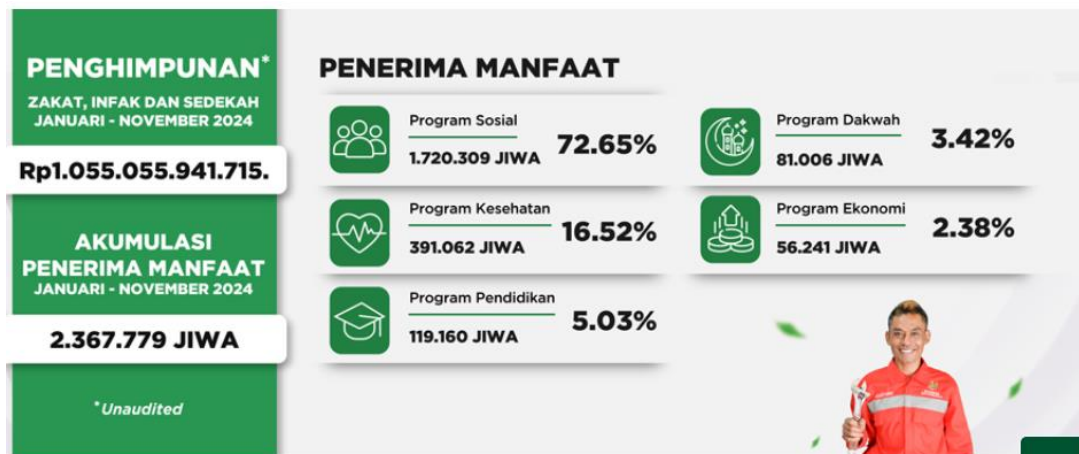 PENGHIMPUNAN*
ZAKAT, INFAK DAN SEDEKAH
JANUARI - NOVEMBER 2024
Rp1.055.055.941.715.
AKUMULASI
PENERIMA MANFAAT
JANUARI - NOVEMBER 2024
2.367.779 JIWA
*Unaudited
PENERIMA MANFAAT
Program Sosial
1.720.309 JIWA
72.65%
Program Kesehatan
391.062 JIWA
16.52%
Program Pendidikan
119.160 JIWA
5.03%
Program Dakwah
81.006 JIWA
3.42%
Program Ekonomi
56.241 JIWA
2.38%